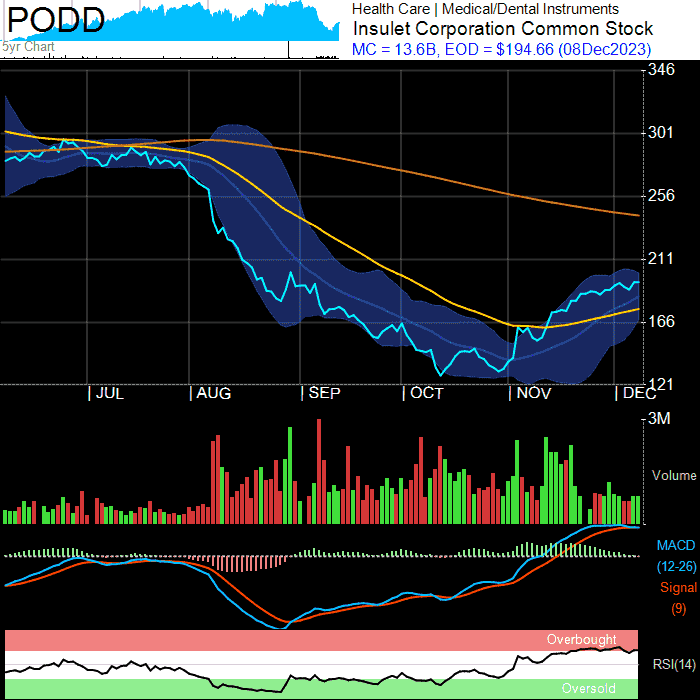 PODD
5yr Chart
Health Care | Medical/Dental Instruments
Insulet Corporation Common Stock
MC = 13.6B, EOD = $194.66 (08Dec2023)
346
301
256
211
166
121
JUL AUG SEP OCT NOV DEC
3M
Volume
MACD
(12-26)
Signal
(9)
Overbought
RSI(14)
Oversold